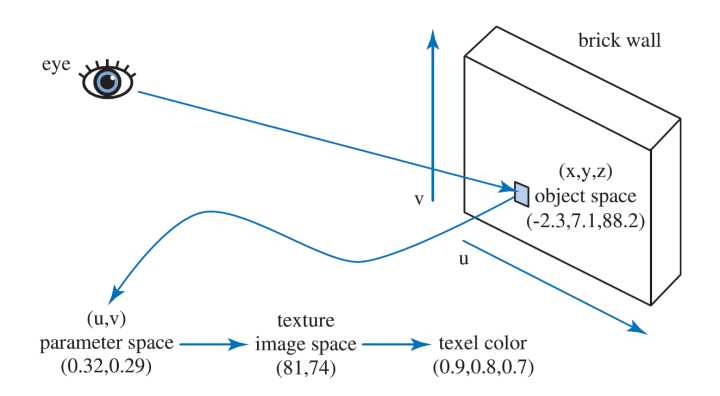 brick wall
eye
(x,y,z)
object space
(-2.3,7.1,88.2)
v
u
(u,v)
parameter space
(0.32,0.29)
texture
image space
(81,74)
texel color
(0.9,0.8,0.7)